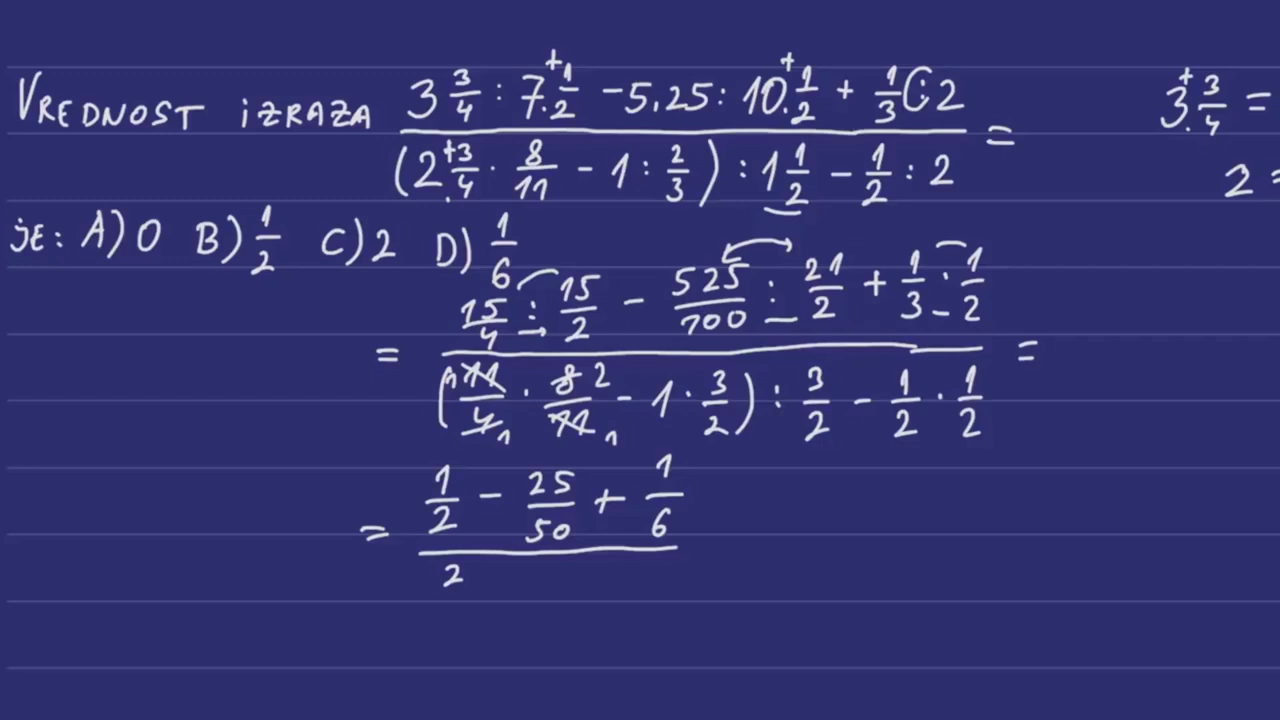 VREDNOST IZRAZA (3 3/4 : 7 1/2 - 5.25 : 10 1/2 + 1/3 : 2) / ((2 3/4 · 8/11 - 1 : 2/3) : 1 1/2 - 1/2 : 2) =
3 3/4 =
2 =
JE: A) 0 B) 1/2 C) 2 D) 1/6
= (15/4 : 15/2 - 525/100 : 21/2 + 1/3 · 1/2) / ((11/4 · 8/11 - 1 · 3/2) : 3/2 - 1/2 · 1/2) =
= (1/2 - 25/50 + 1/6) / 2